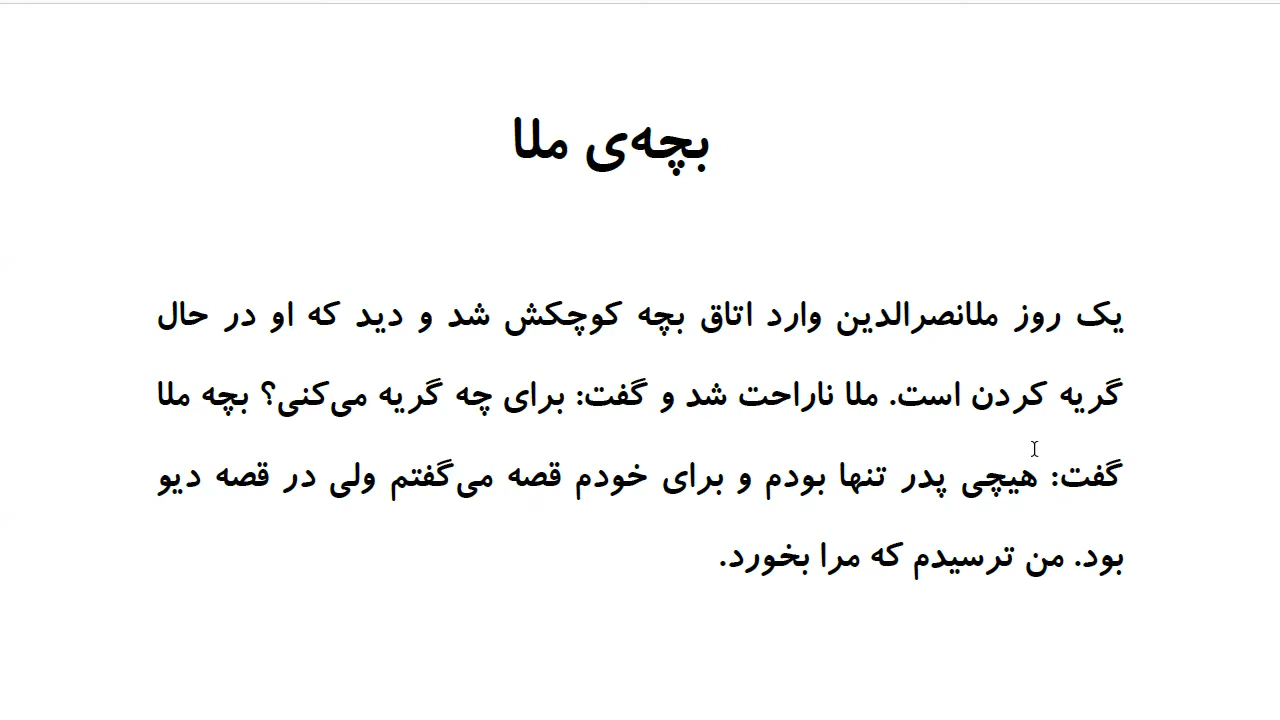 بچه‌ی ملا
یک روز ملانصرالدین وارد اتاق بچه کوچکش شد و دید که او در حال
گریه کردن است. ملا ناراحت شد و گفت: برای چه گریه می‌کنی؟ بچه ملا
گفت: هیچی پدر تنها بودم و برای خودم قصه می‌گفتم ولی در قصه دیو
بود. من ترسیدم که مرا بخورد.